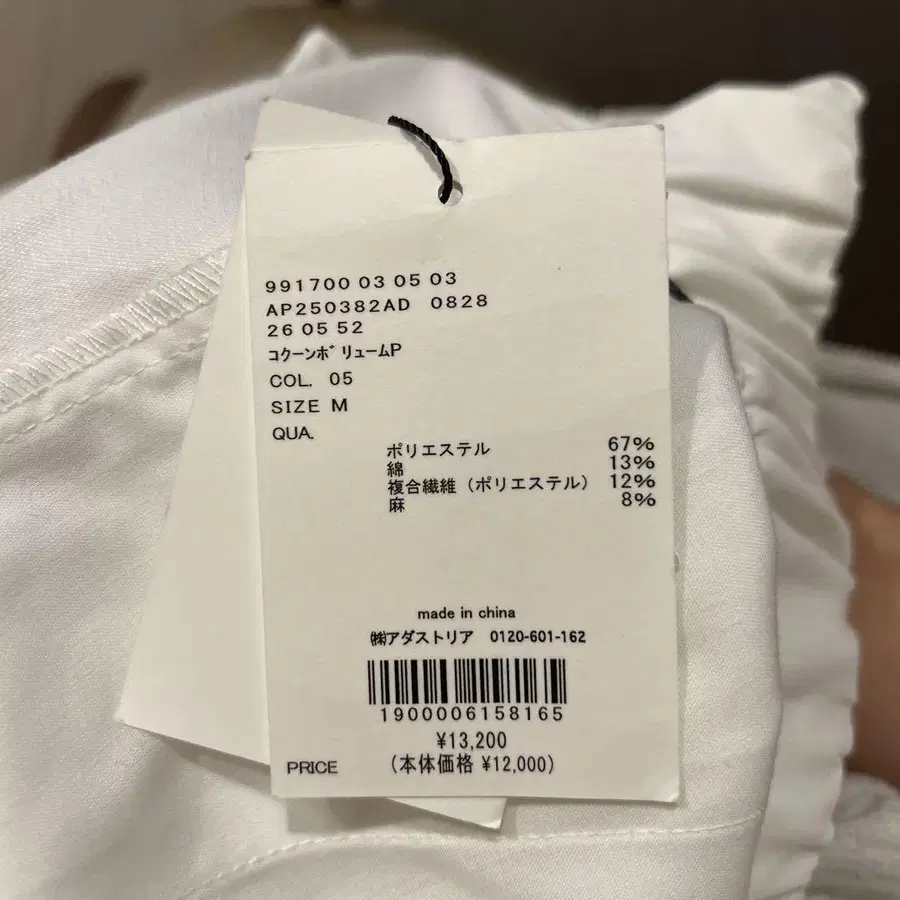 991700 03 05 03
AP250382AD 0828
26 05 52
コクーンボリュームP
COL. 05
SIZE M
QUA.
ポリエステル 67%
綿 13%
複合繊維（ポリエステル） 12%
麻 8%
made in china
㈱アダストリア 0120-601-162
1900006158165
¥13,200
PRICE (本体価格 ¥12,000)